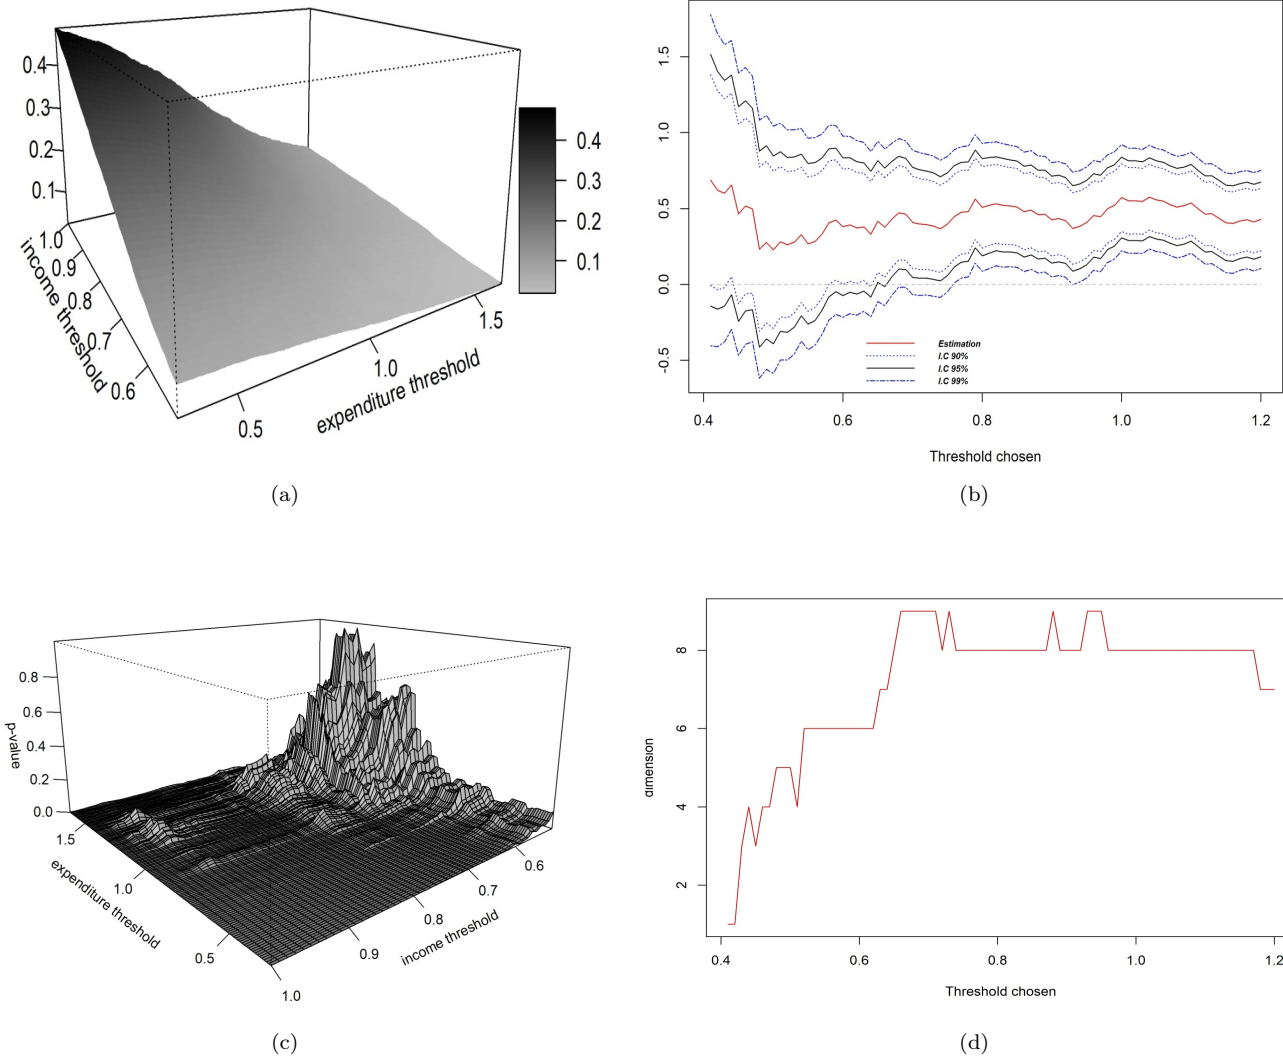 0.4
0.3
0.2
0.1
1.0
0.9
0.8
0.7
0.6
income threshold
0.5
1.0
1.5
expenditure threshold
0.4
0.3
0.2
0.1
(a)
1.5
1.0
0.5
0.0
-0.5
Estimation
I.C 90%
I.C 95%
I.C 99%
0.4 0.6 0.8 1.0 1.2
Threshold chosen
(b)
p-value
0.8
0.6
0.4
0.2
0.0
1.5
1.0
0.5
expenditure threshold
0.6
0.7
0.8
0.9
1.0
income threshold
(c)
dimension
8
6
4
2
0.4 0.6 0.8 1.0 1.2
Threshold chosen
(d)